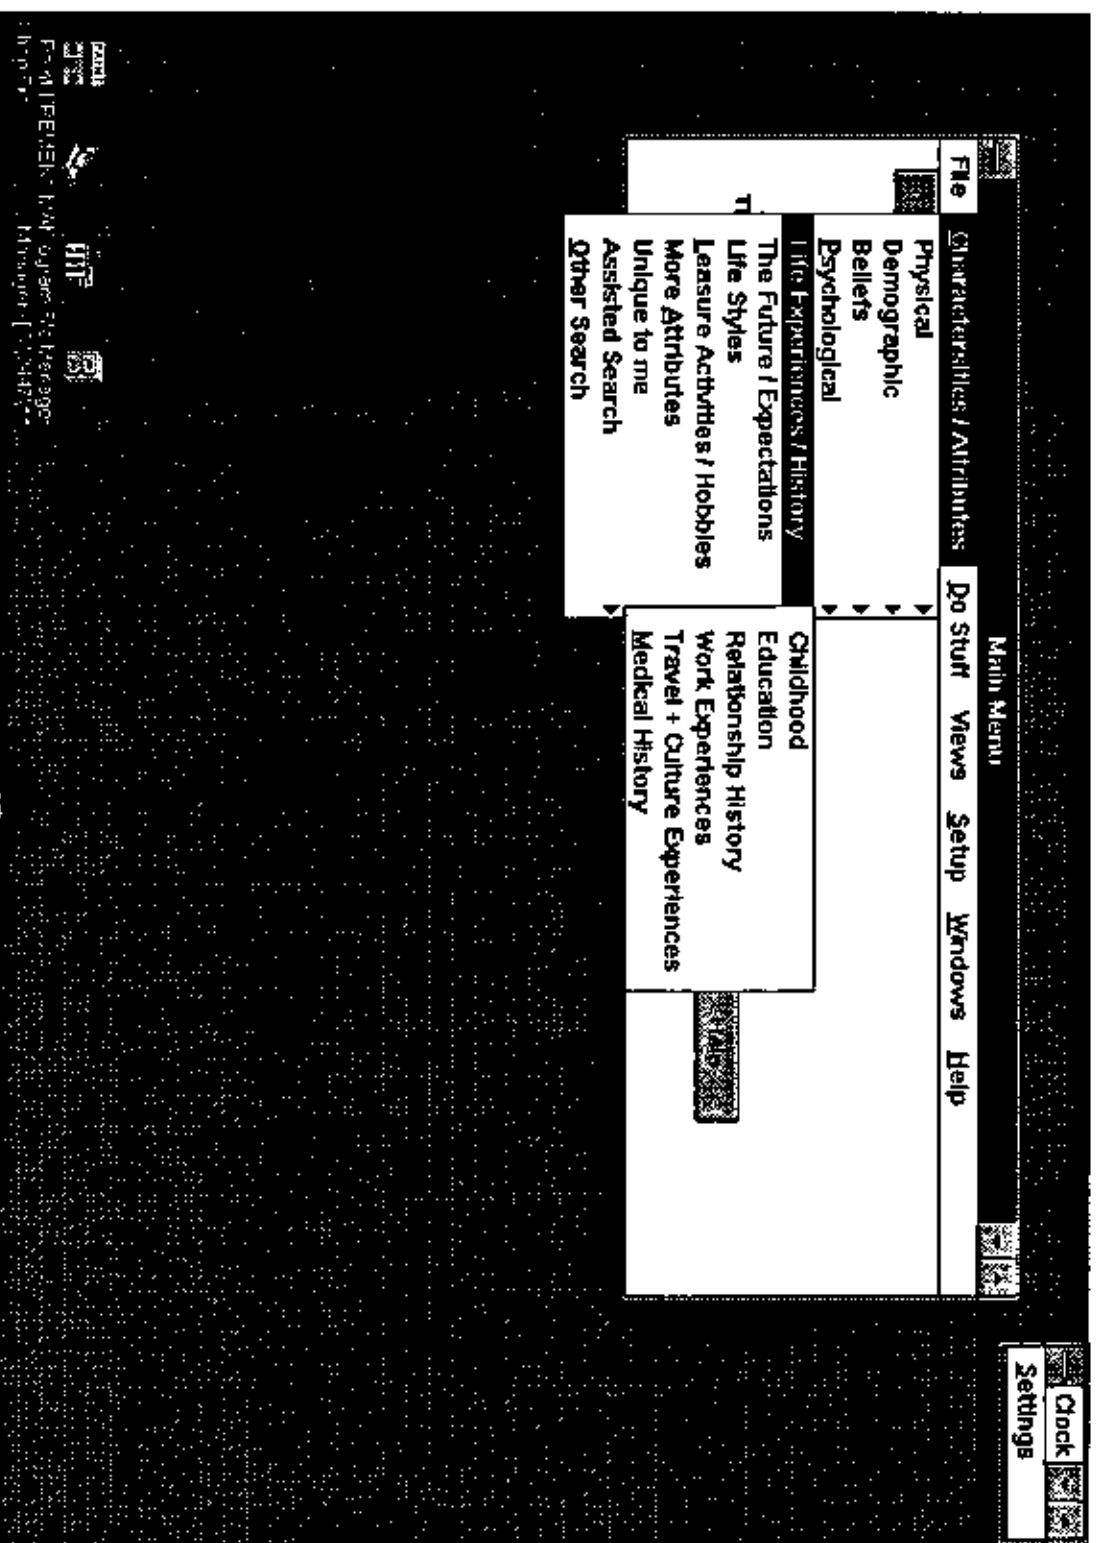 Main Menu
File Characterstics / Attributes Do Stuff Views Setup Windows Help
Physical
Demographic
Beliefs
Psychological
Life Experiences / History
The Future / Expectations
Life Styles
Leasure Activities / Hobbies
More Attributes
Unique to me
Assisted Search
Other Search
Childhood
Education
Relationship History
Work Experiences
Travel + Culture Experiences
Medical History
Clock
Settings